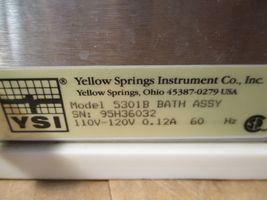 Yellow Springs Instrument Co., Inc.
Yellow Springs, Ohio 45387-0279 USA
Model 5301B BATH ASSY
SN: 95H36032
110V-120V 0.12A 60 Hz
YSI ®